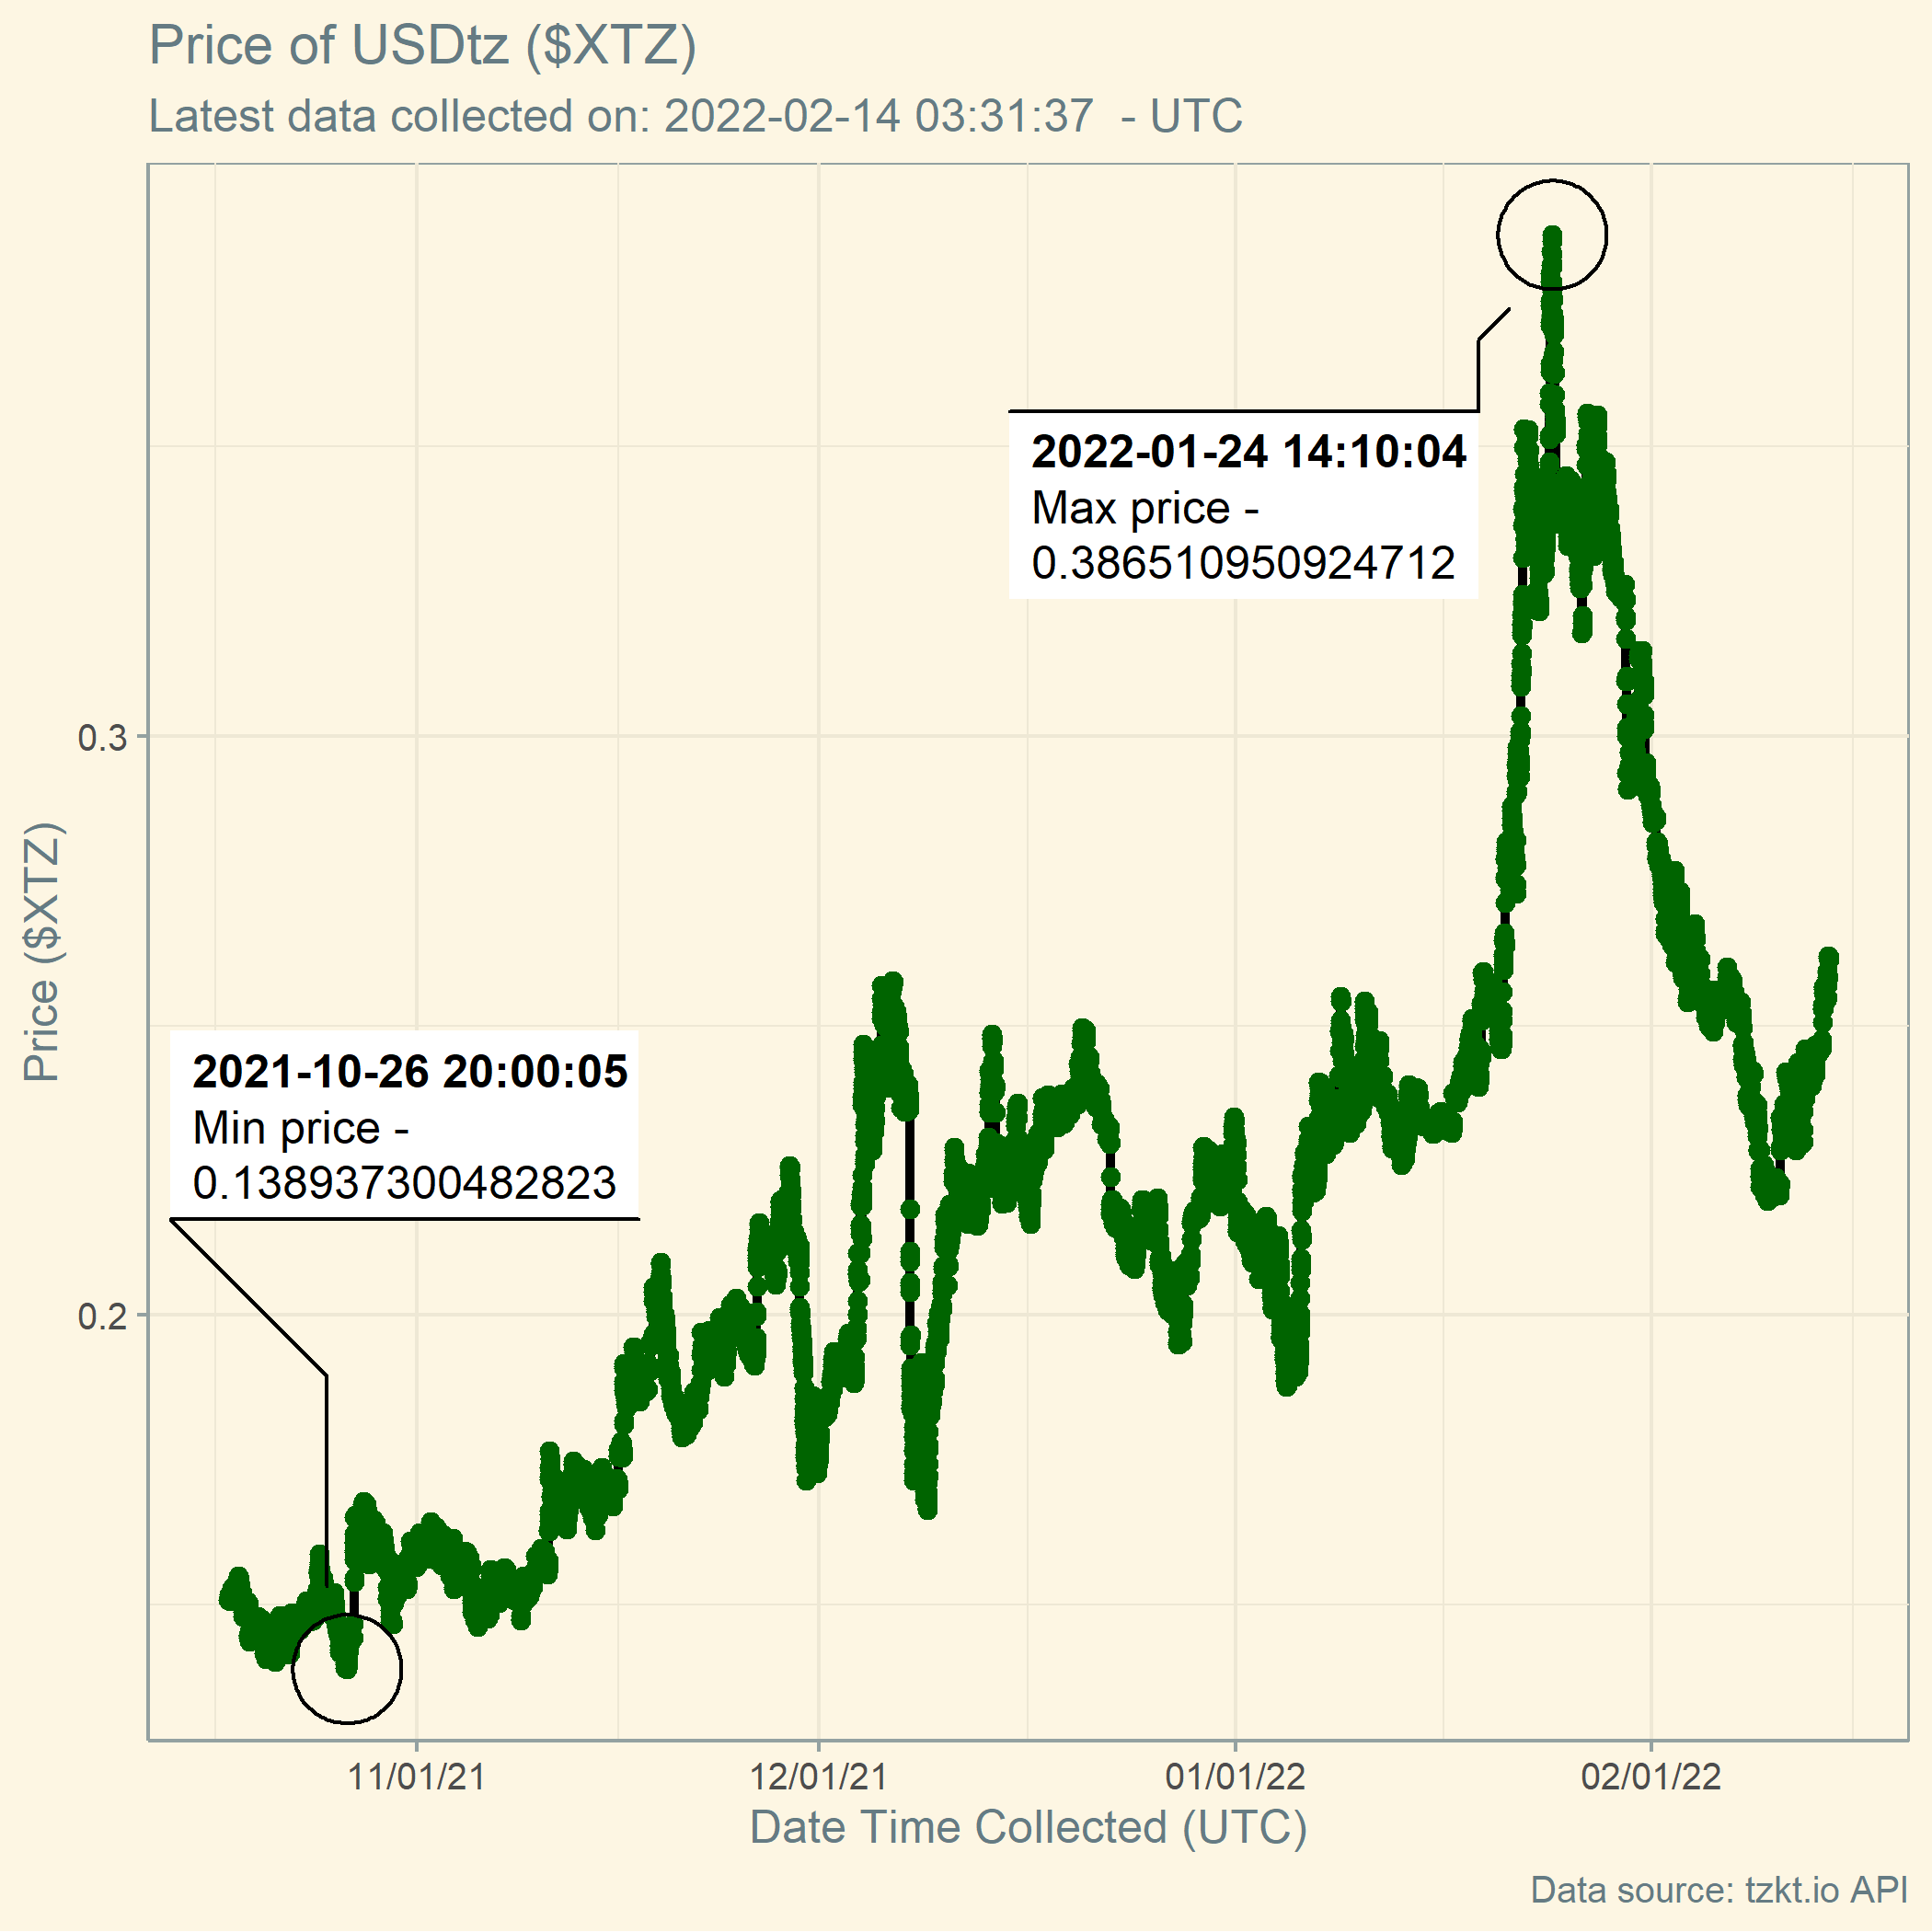 Price of USDtz ($XTZ)
Latest data collected on: 2022-02-14 03:31:37  - UTC
2022-01-24 14:10:04
Max price -
0.386510950924712
0.3
Price ($XTZ)
2021-10-26 20:00:05
Min price -
0.138937300482823
0.2
11/01/21 12/01/21 01/01/22 02/01/22
Date Time Collected (UTC)
Data source: tzkt.io API